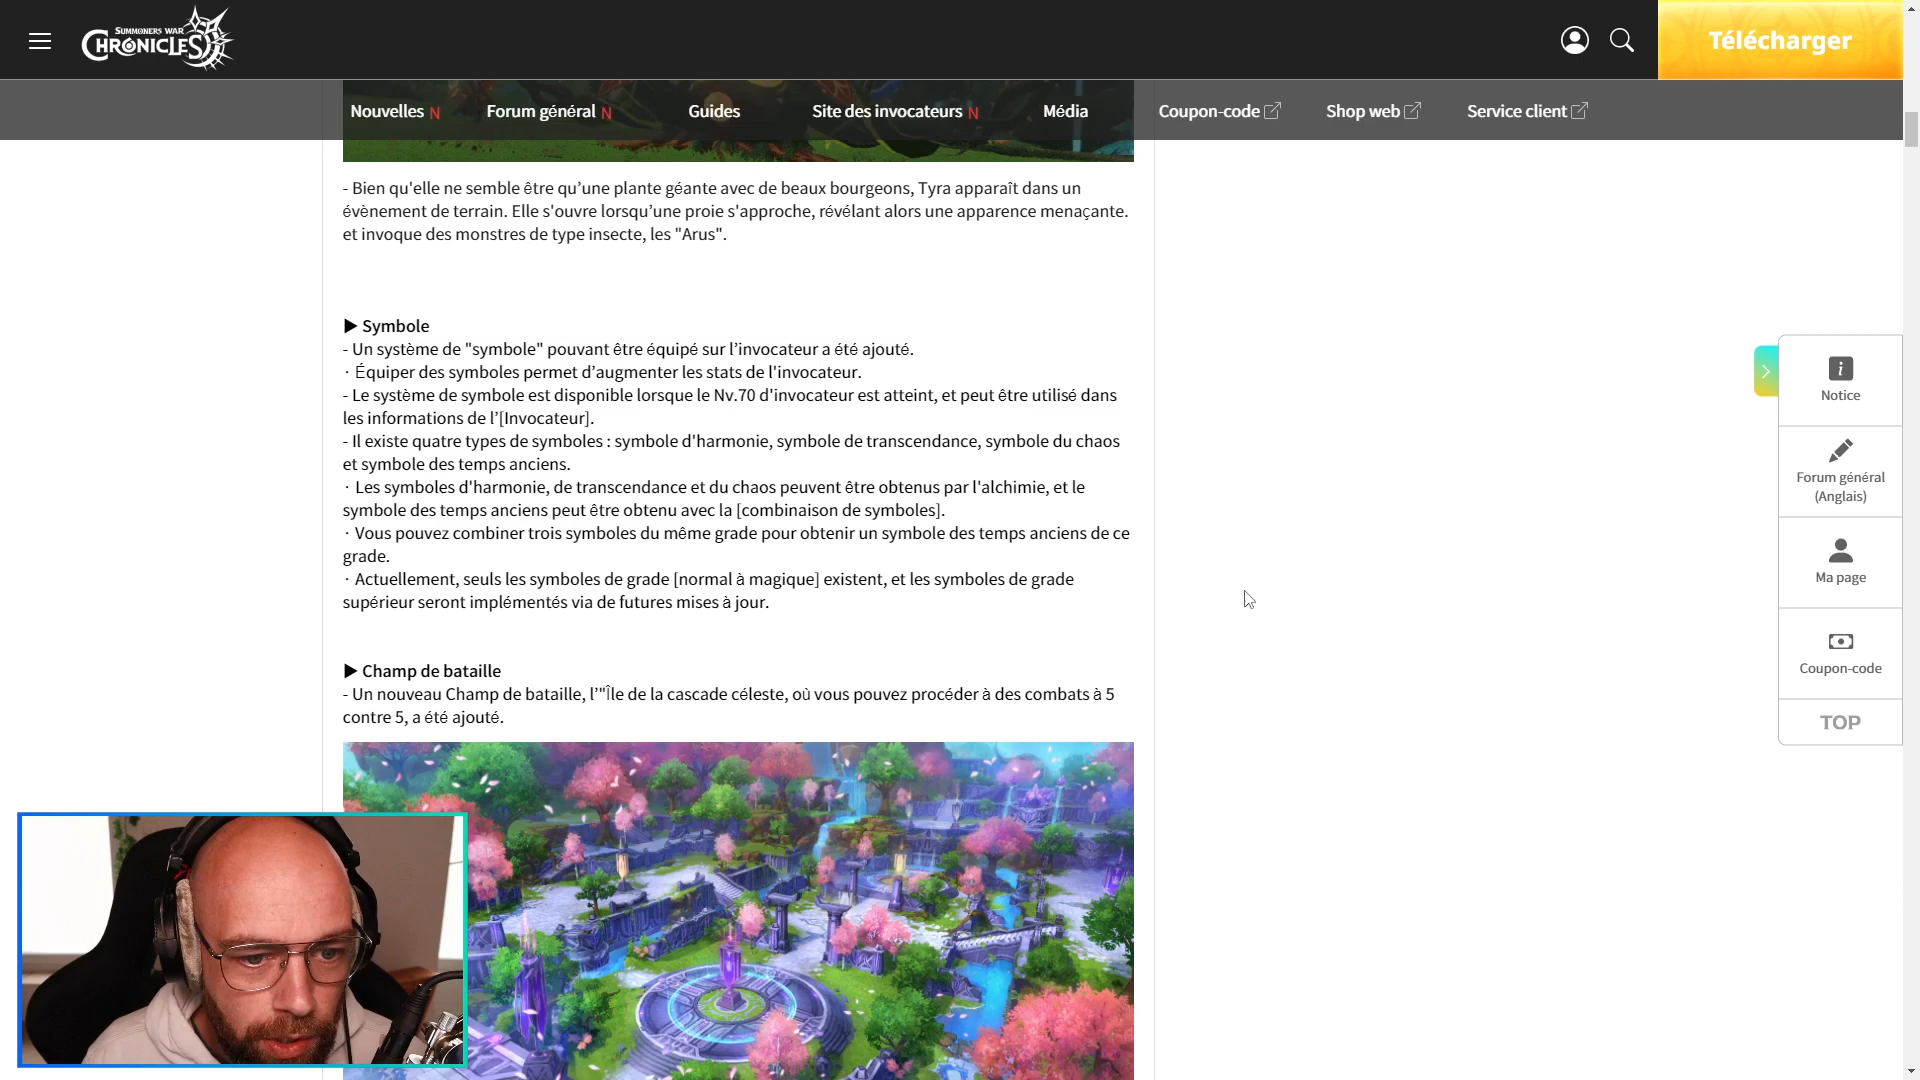 SUMMONERS WAR
CHRONICLES
Télécharger
Nouvelles N
Forum général N
Guides
Site des invocateurs N
Média
Coupon-code
Shop web
Service client
- Bien qu'elle ne semble être qu’une plante géante avec de beaux bourgeons, Tyra apparaît dans un
évènement de terrain. Elle s'ouvre lorsqu’une proie s'approche, révélant alors une apparence menaçante.
et invoque des monstres de type insecte, les "Arus".
▶ Symbole
- Un système de "symbole" pouvant être équipé sur l’invocateur a été ajouté.
· Équiper des symboles permet d’augmenter les stats de l'invocateur.
- Le système de symbole est disponible lorsque le Nv.70 d'invocateur est atteint, et peut être utilisé dans
les informations de l’[Invocateur].
- Il existe quatre types de symboles : symbole d'harmonie, symbole de transcendance, symbole du chaos
et symbole des temps anciens.
· Les symboles d'harmonie, de transcendance et du chaos peuvent être obtenus par l'alchimie, et le
symbole des temps anciens peut être obtenu avec la [combinaison de symboles].
· Vous pouvez combiner trois symboles du même grade pour obtenir un symbole des temps anciens de ce
grade.
· Actuellement, seuls les symboles de grade [normal à magique] existent, et les symboles de grade
supérieur seront implémentés via de futures mises à jour.
▶ Champ de bataille
- Un nouveau Champ de bataille, l’"Île de la cascade céleste, où vous pouvez procéder à des combats à 5
contre 5, a été ajouté.
Notice
Forum général
(Anglais)
Ma page
Coupon-code
TOP